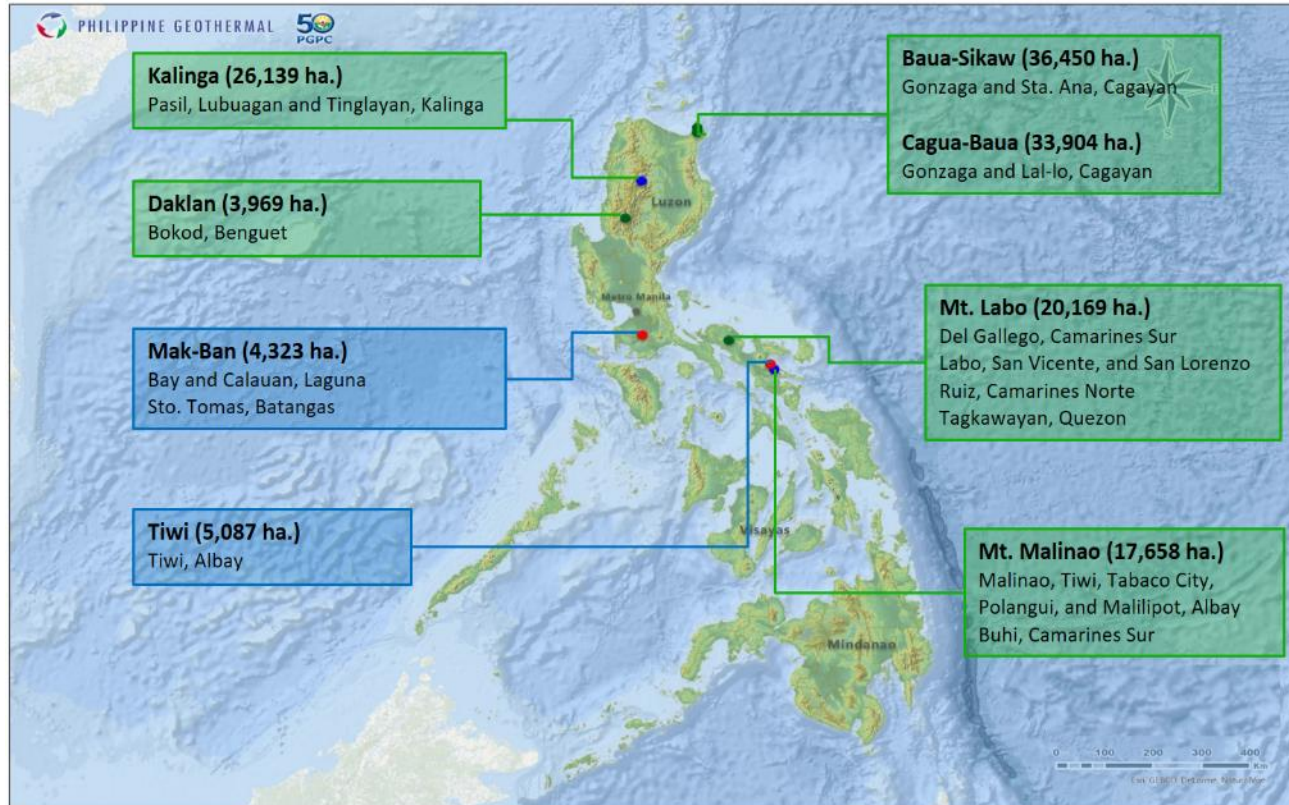 PHILIPPINE GEOTHERMAL
50
PGPC
Kalinga (26,139 ha.)
Pasil, Lubuagan and Tinglayan, Kalinga
Baua-Sikaw (36,450 ha.)
Gonzaga and Sta. Ana, Cagayan
Cagua-Baua (33,904 ha.)
Gonzaga and Lal-lo, Cagayan
Daklan (3,969 ha.)
Bokod, Benguet
Luzon
Metro Manila
Mak-Ban (4,323 ha.)
Bay and Calauan, Laguna
Sto. Tomas, Batangas
Mt. Labo (20,169 ha.)
Del Gallego, Camarines Sur
Labo, San Vicente, and San Lorenzo
Ruiz, Camarines Norte
Tagkawayan, Quezon
Tiwi (5,087 ha.)
Tiwi, Albay
Visayas
Mt. Malinao (17,658 ha.)
Malinao, Tiwi, Tabaco City,
Polangui, and Malilipot, Albay
Buhi, Camarines Sur
Mindanao
0 100 200 300 400
Km
Esri, GEBCO, DeLorme, NaturalVue